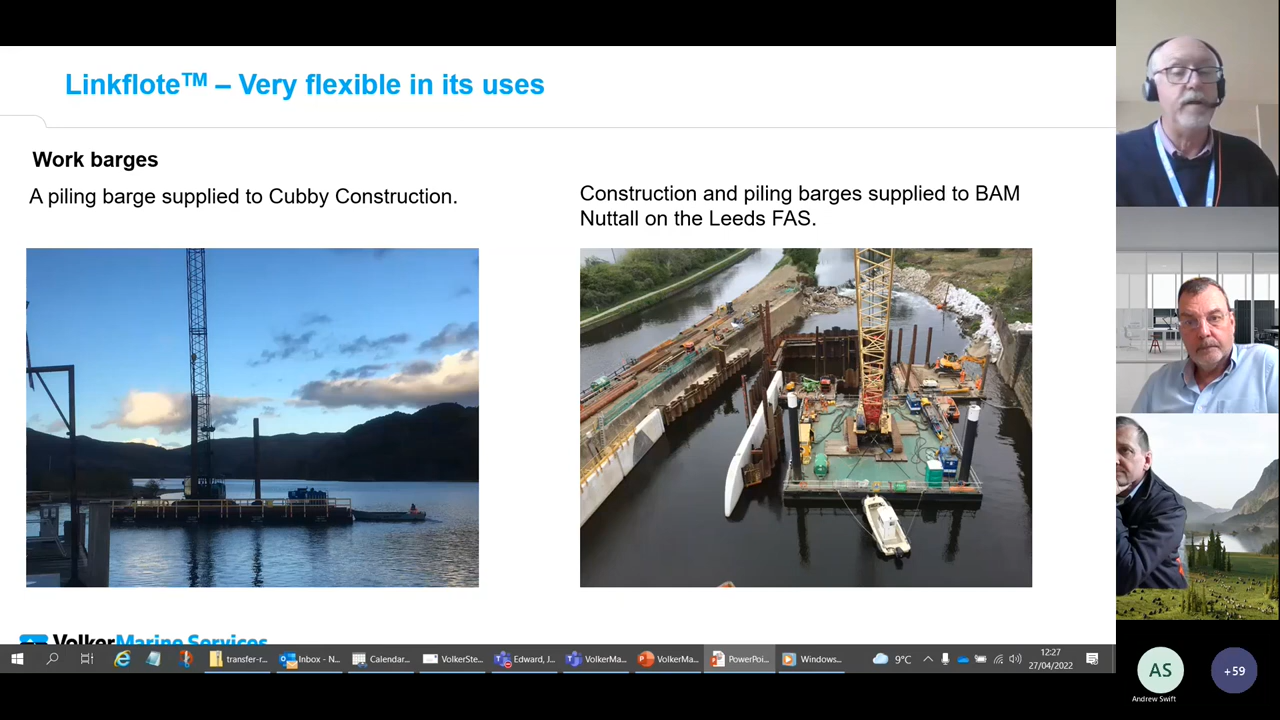 Linkflote™ – Very flexible in its uses
Work barges
A piling barge supplied to Cubby Construction.
Construction and piling barges supplied to BAM
Nuttall on the Leeds FAS.
VolkerMarine Services
transfer-r...
Inbox - N...
Calendar...
VolkerSte...
Edward, J...
VolkerMa...
VolkerMa...
PowerPoi...
Windows...
9°C
12:27
27/04/2022
AS
Andrew Swift
+59